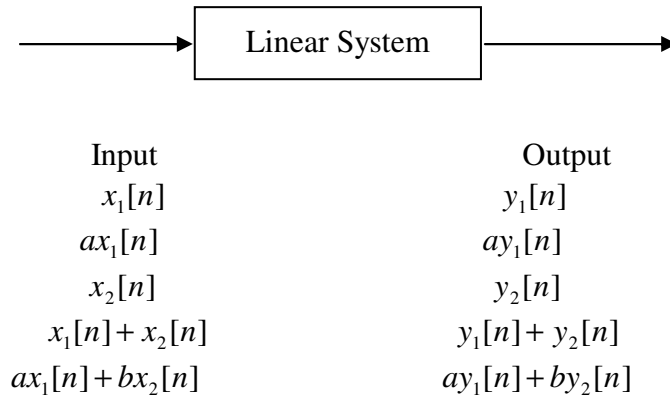 Linear System
Input Output
x₁[n] y₁[n]
ax₁[n] ay₁[n]
x₂[n] y₂[n]
x₁[n] + x₂[n] y₁[n] + y₂[n]
ax₁[n] + bx₂[n] ay₁[n] + by₂[n]